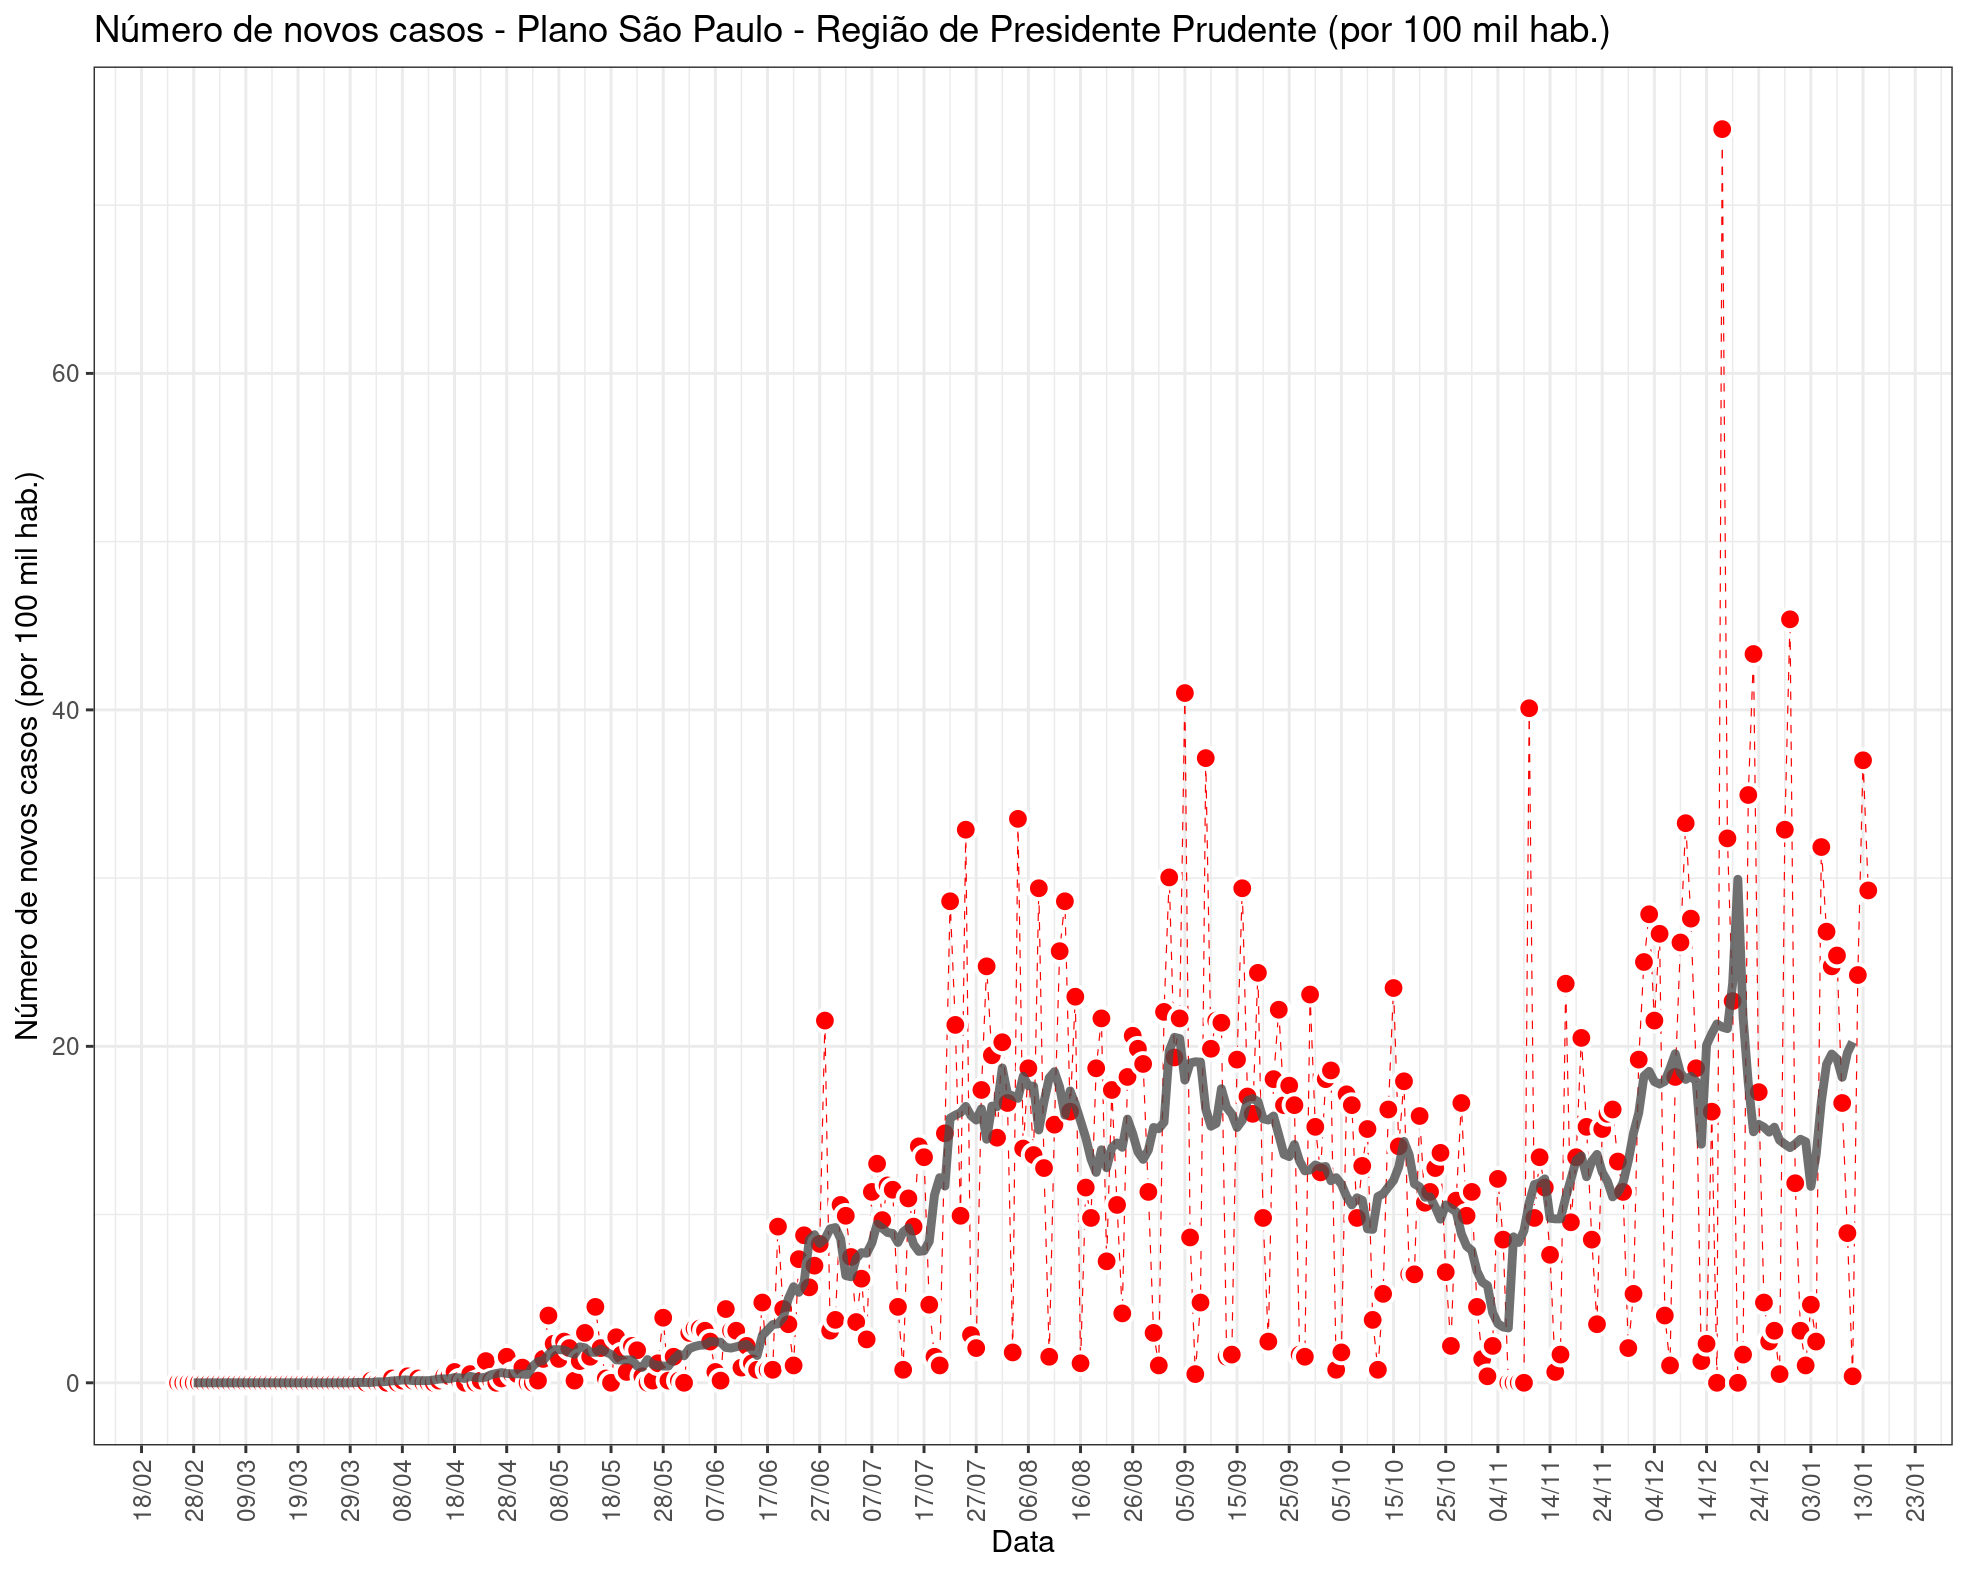 Número de novos casos - Plano São Paulo - Região de Presidente Prudente (por 100 mil hab.)
Número de novos casos (por 100 mil hab.)
60
40
20
0
18/02 28/02 09/03 19/03 29/03 08/04 18/04 28/04 08/05 18/05 28/05 07/06 17/06 27/06 07/07 17/07 27/07 06/08 16/08 26/08 05/09 15/09 25/09 05/10 15/10 25/10 04/11 14/11 24/11 04/12 14/12 24/12 03/01 13/01 23/01
Data